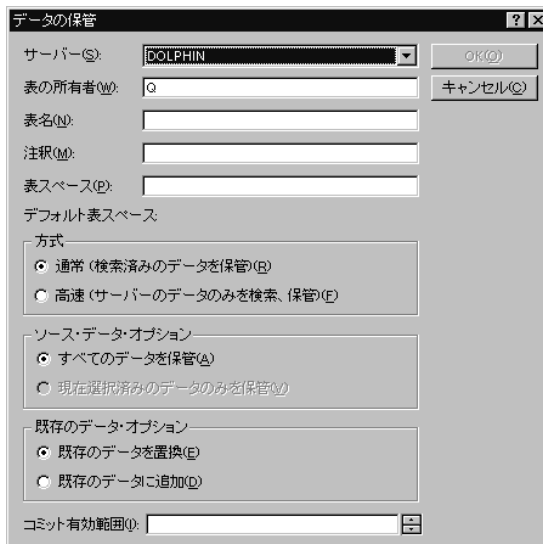 データの保管
サーバー(S): DOLPHIN OK(O)
表の所有者(W): Q キャンセル(C)
表名(N):
注釈(M):
表スペース(P):
デフォルト表スペース:
方式
通常 (検索済みのデータを保管)(R)
高速 (サーバーのデータのみを検索、保管)(F)
ソース・データ・オプション
すべてのデータを保管(A)
現在選択済みのデータのみを保管(V)
既存のデータ・オプション
既存のデータを置換(E)
既存のデータに追加(D)
コミット有効範囲(I):